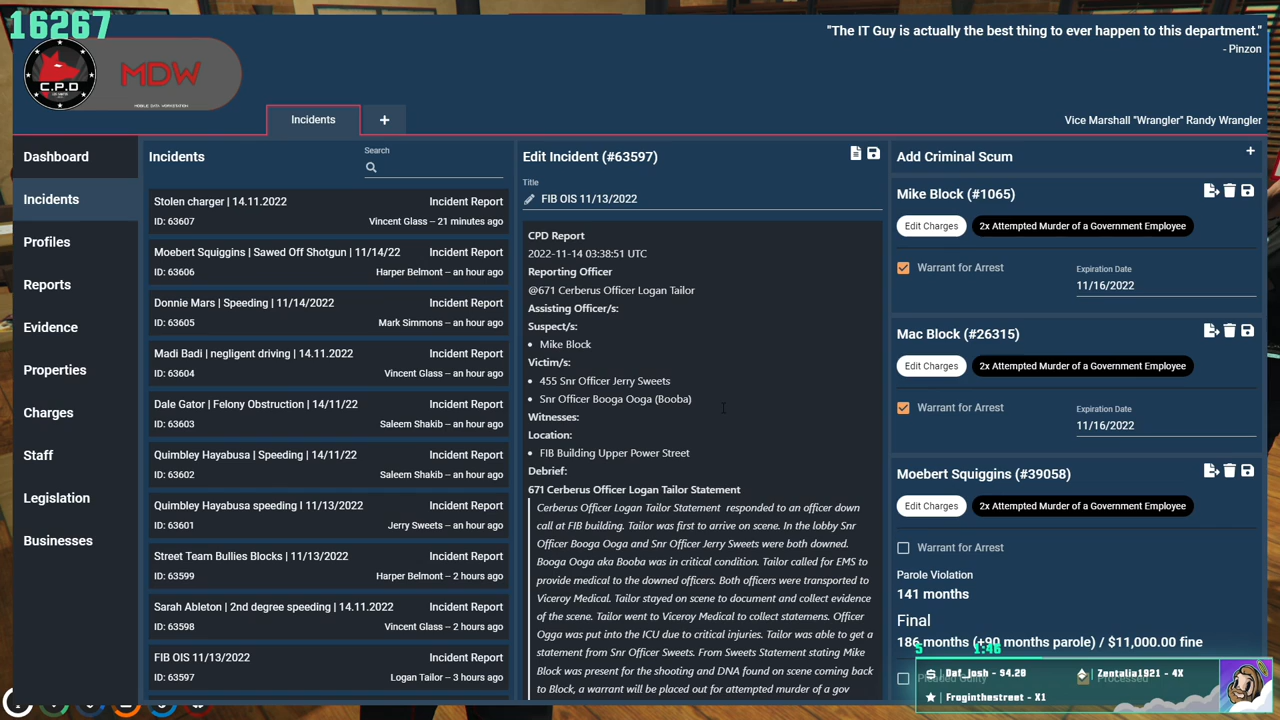 16267
"The IT Guy is actually the best thing to ever happen to this department."
- Pinzon
C.P.D
LOS SANTOS
MDW
MOBILE DATA WORKSTATION
Incidents
+
Vice Marshall "Wrangler" Randy Wrangler
Dashboard
Incidents
Profiles
Reports
Evidence
Properties
Charges
Staff
Legislation
Businesses
Incidents
Search
Stolen charger | 14.11.2022 Incident Report
ID: 63607 Vincent Glass – 21 minutes ago
Moebert Squiggins | Sawed Off Shotgun | 11/14/22 Incident Report
ID: 63606 Harper Belmont – an hour ago
Donnie Mars | Speeding | 11/14/2022 Incident Report
ID: 63605 Mark Simmons – an hour ago
Madi Badi | negligent driving | 14.11.2022 Incident Report
ID: 63604 Vincent Glass – an hour ago
Dale Gator | Felony Obstruction | 14/11/22 Incident Report
ID: 63603 Saleem Shakib – an hour ago
Quimbley Hayabusa | Speeding | 14/11/22 Incident Report
ID: 63602 Saleem Shakib – an hour ago
Quimbley Hayabusa speeding I 11/13/2022 Incident Report
ID: 63601 Jerry Sweets – an hour ago
Street Team Bullies Blocks | 11/13/2022 Incident Report
ID: 63599 Harper Belmont – 2 hours ago
Sarah Ableton | 2nd degree speeding | 14.11.2022 Incident Report
ID: 63598 Vincent Glass – 2 hours ago
FIB OIS 11/13/2022 Incident Report
ID: 63597 Logan Tailor – 3 hours ago
Edit Incident (#63597)
Title
FIB OIS 11/13/2022
CPD Report
2022-11-14 03:38:51 UTC
Reporting Officer
@671 Cerberus Officer Logan Tailor
Assisting Officer/s:
Suspect/s:
• Mike Block
Victim/s:
• 455 Snr Officer Jerry Sweets
• Snr Officer Booga Ooga (Booba)
Witnesses:
Location:
• FIB Building Upper Power Street
Debrief:
671 Cerberus Officer Logan Tailor Statement
Cerberus Officer Logan Tailor Statement responded to an officer down
call at FIB building. Tailor was first to arrive on scene. In the lobby Snr
Officer Booga Ooga and Snr Officer Jerry Sweets were both downed.
Booga Ooga aka Booba was in critical condition. Tailor called for EMS to
provide medical to the downed officers. Both officers were transported to
Viceroy Medical. Tailor stayed on scene to document and collect evidence
of the scene. Tailor went to Viceroy Medical to collect statemens. Officer
Ogga was put into the ICU due to critical injuries. Tailor was able to get a
statement from Snr Officer Sweets. From Sweets Statement stating Mike
Block was present for the shooting and DNA found on scene coming back
to Block, a warrant will be placed out for attempted murder of a gov
Add Criminal Scum
+
Mike Block (#1065)
Edit Charges 2x Attempted Murder of a Government Employee
Warrant for Arrest
Expiration Date
11/16/2022
Mac Block (#26315)
Edit Charges 2x Attempted Murder of a Government Employee
Warrant for Arrest
Expiration Date
11/16/2022
Moebert Squiggins (#39058)
Edit Charges 2x Attempted Murder of a Government Employee
Warrant for Arrest
Parole Violation
141 months
Final
186 months (+90 months parole) / $11,000.00 fine
Pleaded Guilty Processed
5 1:46
Daf_Josh - $4.20
Zentalia1921 - 4X
Froginthestreet - X1